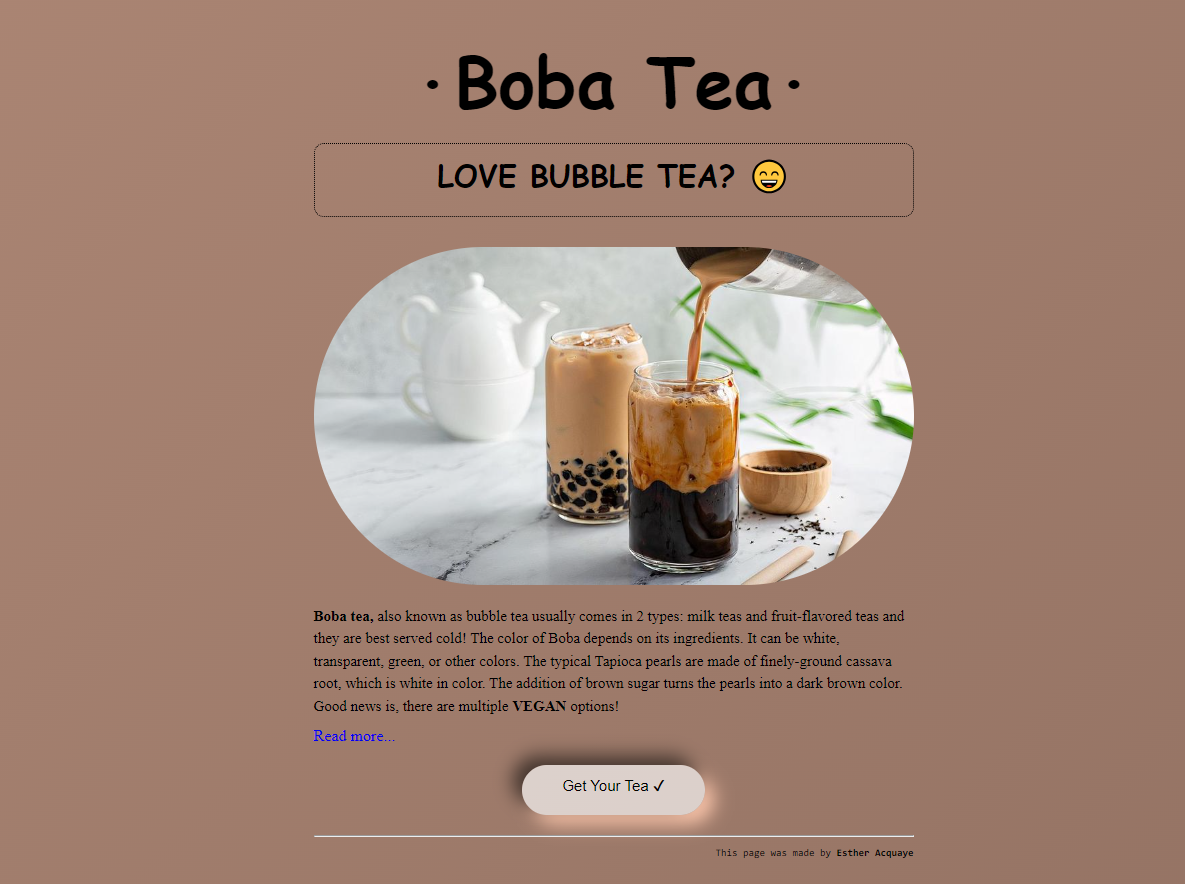 · Boba Tea ·
LOVE BUBBLE TEA? 😄
Boba tea, also known as bubble tea usually comes in 2 types: milk teas and fruit-flavored teas and
they are best served cold! The color of Boba depends on its ingredients. It can be white,
transparent, green, or other colors. The typical Tapioca pearls are made of finely-ground cassava
root, which is white in color. The addition of brown sugar turns the pearls into a dark brown color.
Good news is, there are multiple VEGAN options!
Read more...
Get Your Tea ✓
This page was made by Esther Acquaye